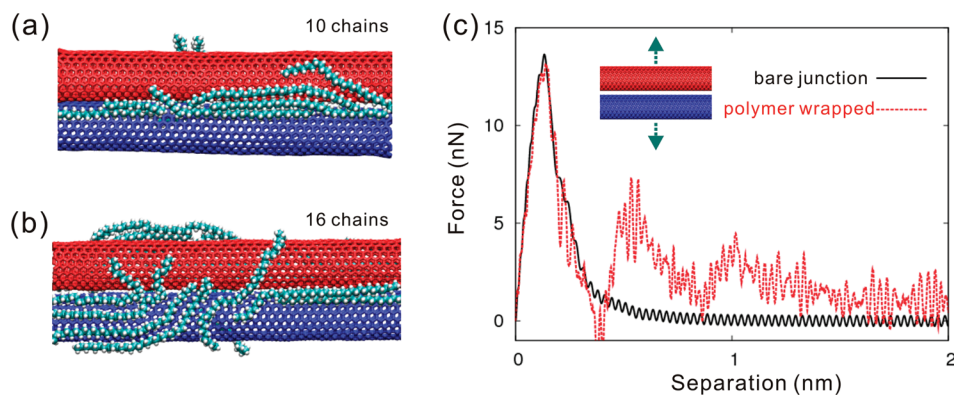 (a)
10 chains
(b)
16 chains
(c)
Force (nN)
15
10
5
0
bare junction
polymer wrapped
0
1
2
Separation (nm)